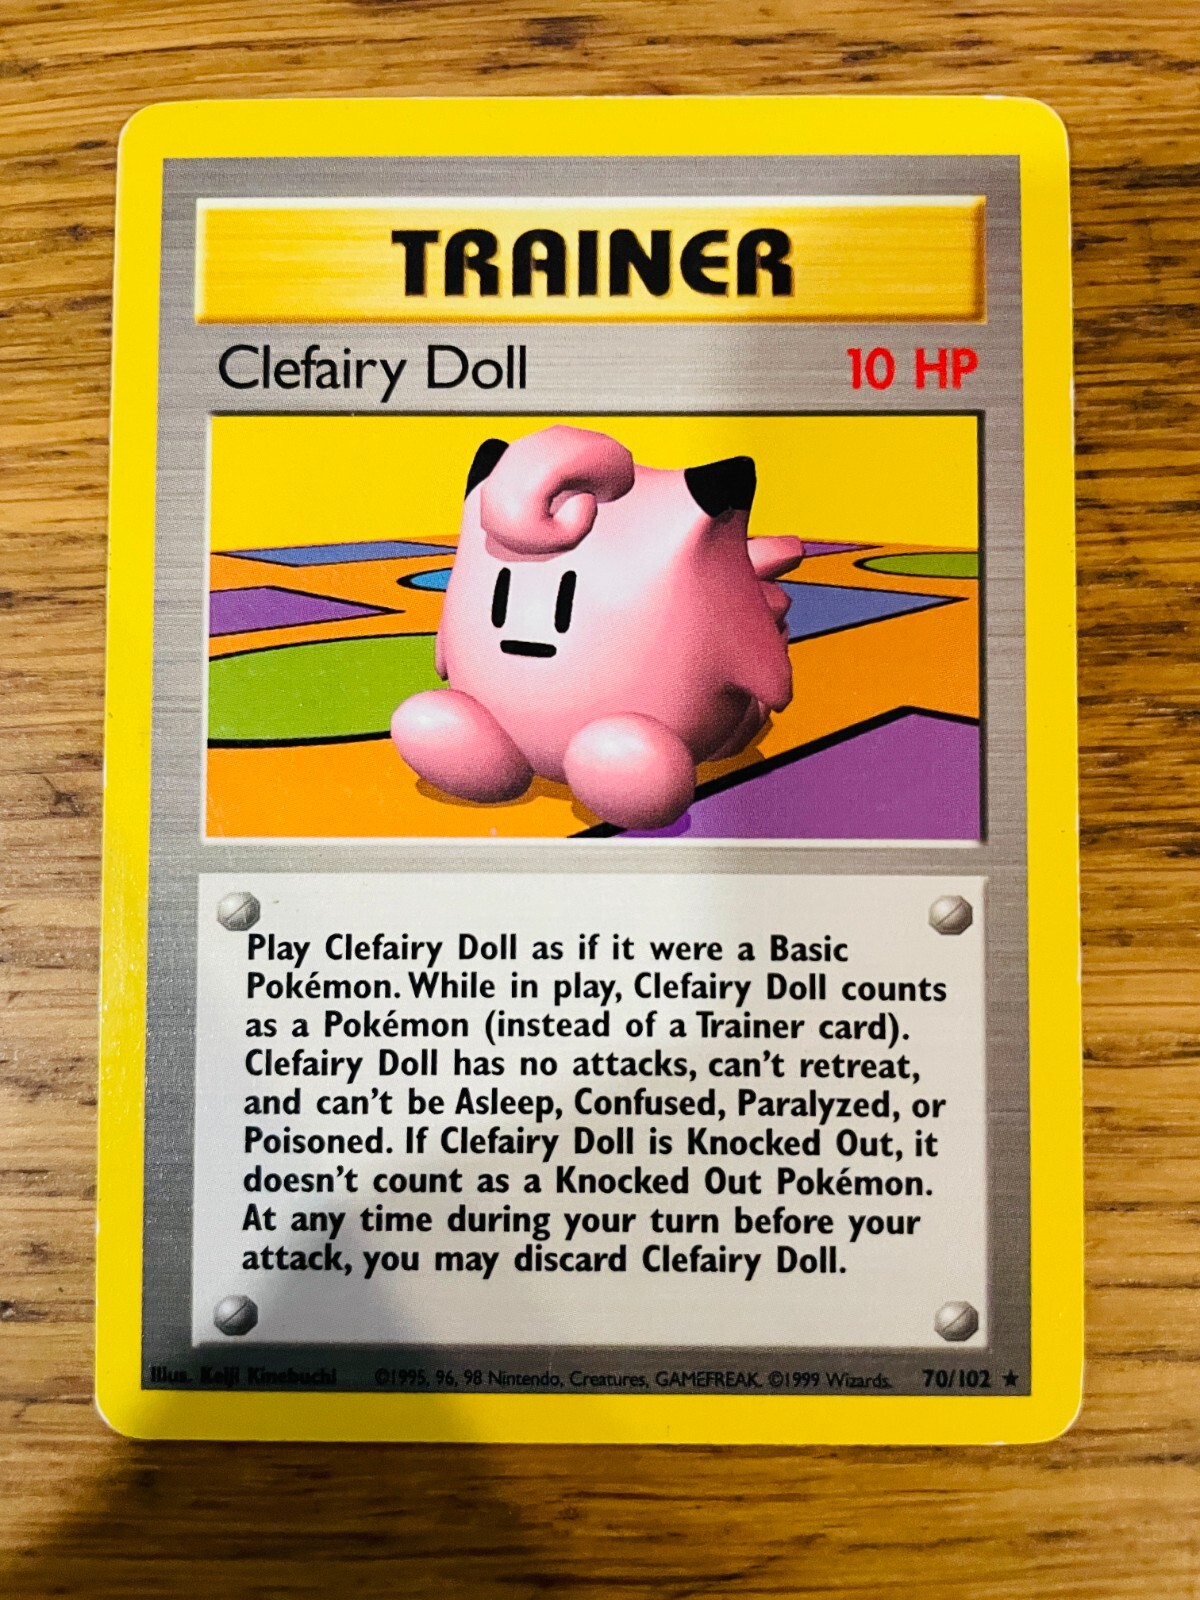 TRAINER
Clefairy Doll 10 HP
Play Clefairy Doll as if it were a Basic
Pokémon. While in play, Clefairy Doll counts
as a Pokémon (instead of a Trainer card).
Clefairy Doll has no attacks, can't retreat,
and can't be Asleep, Confused, Paralyzed, or
Poisoned. If Clefairy Doll is Knocked Out, it
doesn't count as a Knocked Out Pokémon.
At any time during your turn before your
attack, you may discard Clefairy Doll.
Illus. Keiji Kinebuchi ©1995, 96, 98 Nintendo, Creatures, GAMEFREAK. ©1999 Wizards. 70/102 ★